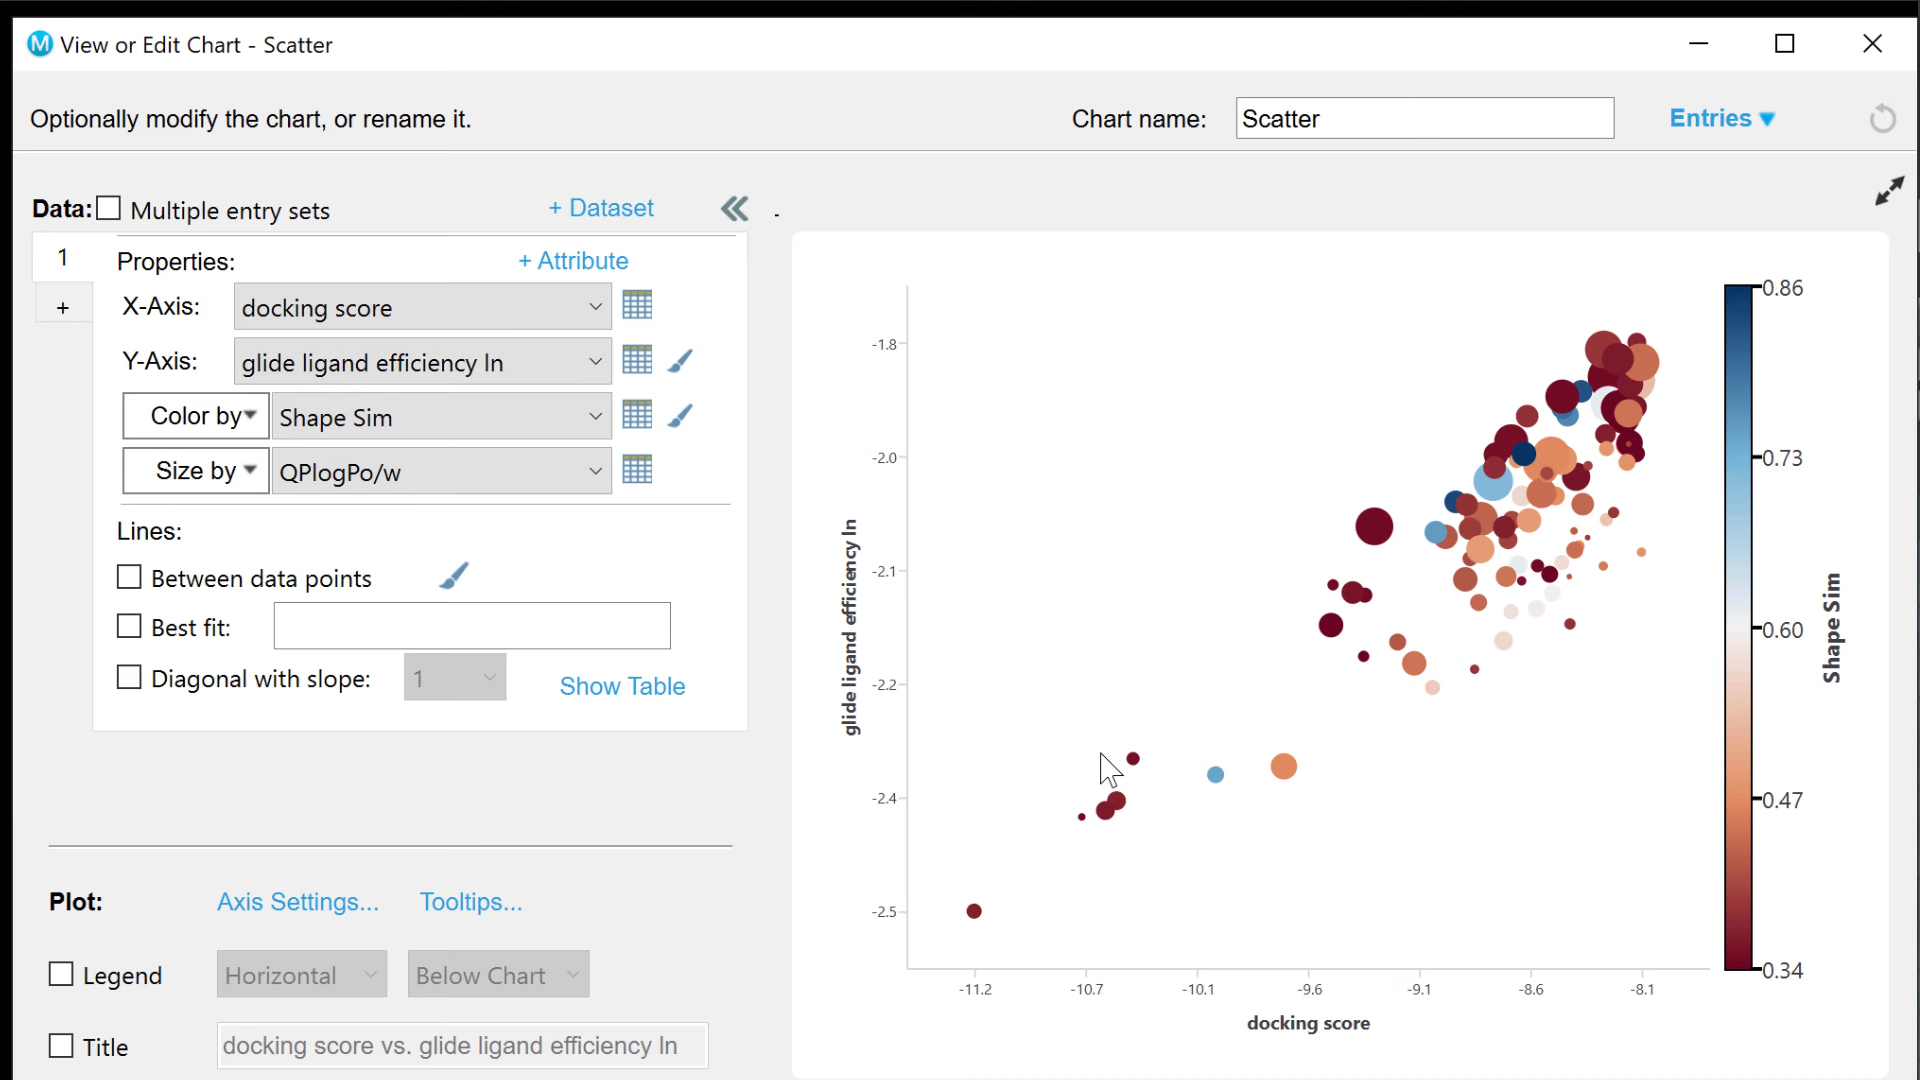 M View or Edit Chart - Scatter
Optionally modify the chart, or rename it.
Chart name: Scatter
Entries
Data: Multiple entry sets
+ Dataset
1
+
Properties:
+ Attribute
X-Axis: docking score
Y-Axis: glide ligand efficiency ln
Color by Shape Sim
Size by QPlogPo/w
Lines:
Between data points
Best fit:
Diagonal with slope: 1
Show Table
Plot:
Axis Settings...
Tooltips...
Legend
Horizontal
Below Chart
Title
docking score vs. glide ligand efficiency ln
glide ligand efficiency ln
-1.8
-2.0
-2.1
-2.2
-2.4
-2.5
-11.2
-10.7
-10.1
-9.6
-9.1
-8.6
-8.1
docking score
0.86
0.73
0.60
0.47
0.34
Shape Sim